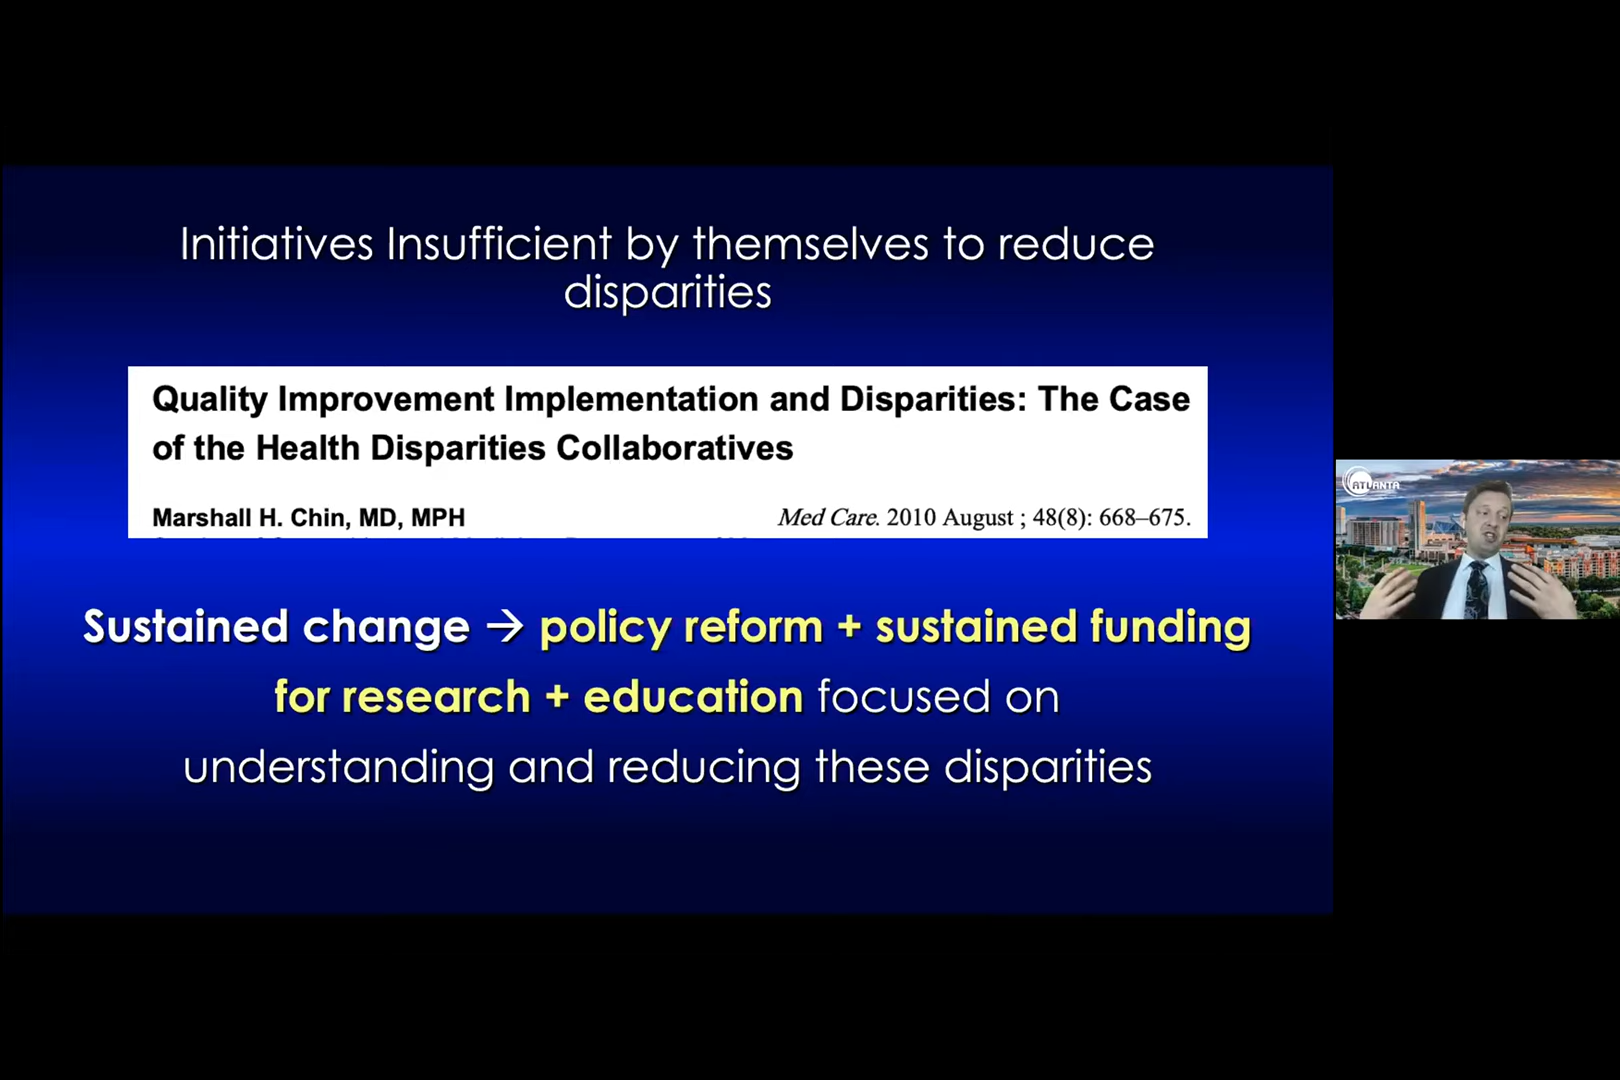 Initiatives Insufficient by themselves to reduce
disparities
Quality Improvement Implementation and Disparities: The Case
of the Health Disparities Collaboratives
Marshall H. Chin, MD, MPH
Med Care. 2010 August ; 48(8): 668–675.
Sustained change → policy reform + sustained funding
for research + education focused on
understanding and reducing these disparities
ATLANTA